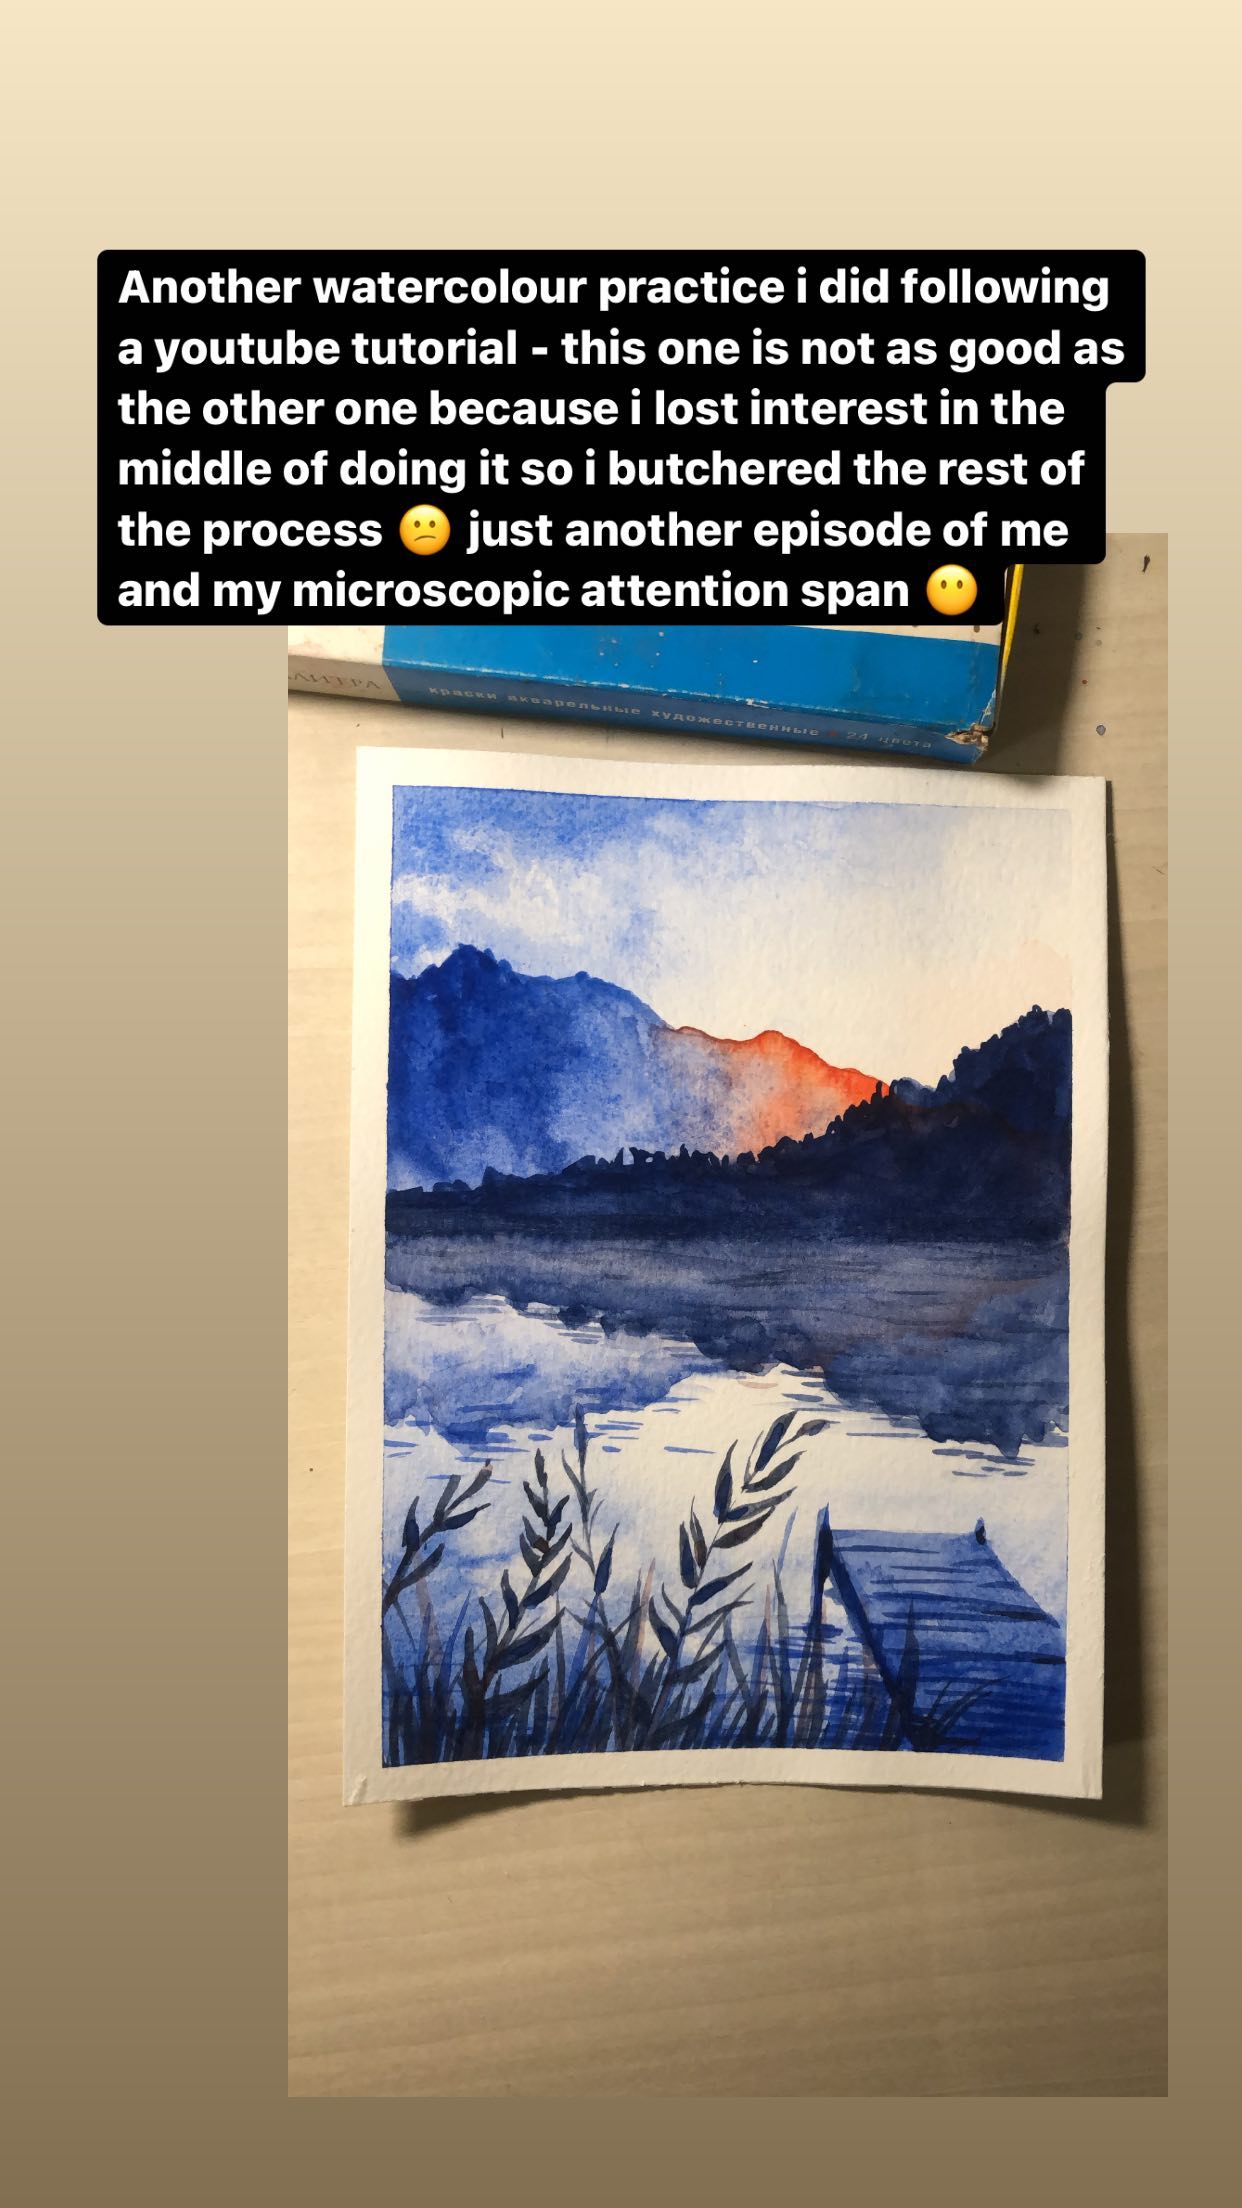 Another watercolour practice i did following
a youtube tutorial - this one is not as good as
the other one because i lost interest in the
middle of doing it so i butchered the rest of
the process 😕 just another episode of me
and my microscopic attention span 😶
краски акварельные художественные • 24 цвета